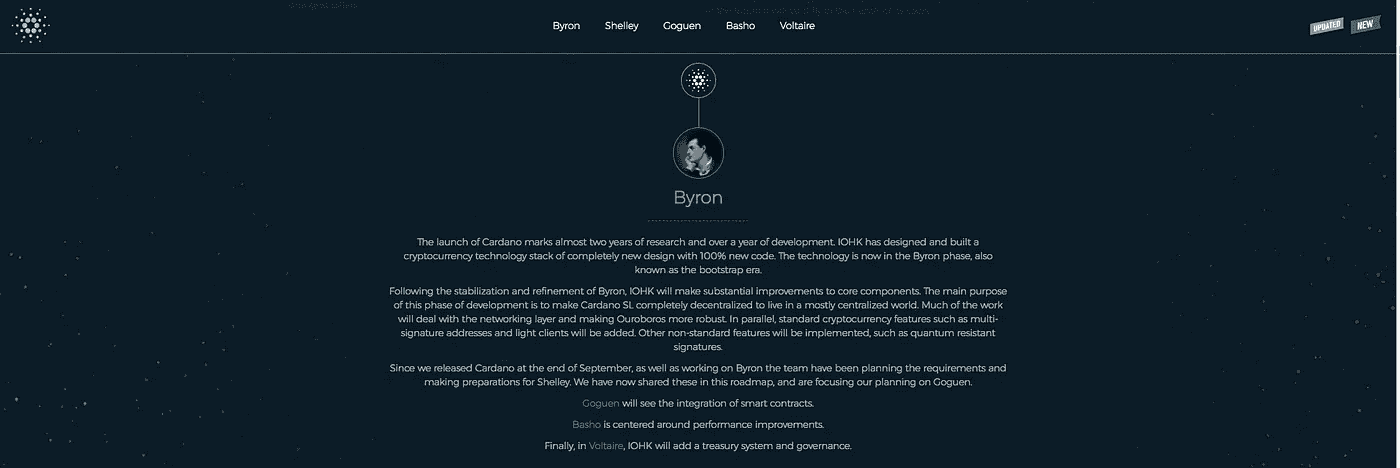 Byron Shelley Goguen Basho Voltaire
UPDATED NEW
Byron
The launch of Cardano marks almost two years of research and over a year of development. IOHK has designed and built a
cryptocurrency technology stack of completely new design with 100% new code. The technology is now in the Byron phase, also
known as the bootstrap era.
Following the stabilization and refinement of Byron, IOHK will make substantial improvements to core components. The main purpose
of this phase of development is to make Cardano SL completely decentralized to live in a mostly centralized world. Much of the work
will deal with the networking layer and making Ouroboros more robust. In parallel, standard cryptocurrency features such as multi-
signature addresses and light clients will be added. Other non-standard features will be implemented, such as quantum resistant
signatures.
Since we released Cardano at the end of September, as well as working on Byron the team have been planning the requirements and
making preparations for Shelley. We have now shared these in this roadmap, and are focusing our planning on Goguen.
Goguen will see the integration of smart contracts.
Basho is centered around performance improvements.
Finally, in Voltaire, IOHK will add a treasury system and governance.